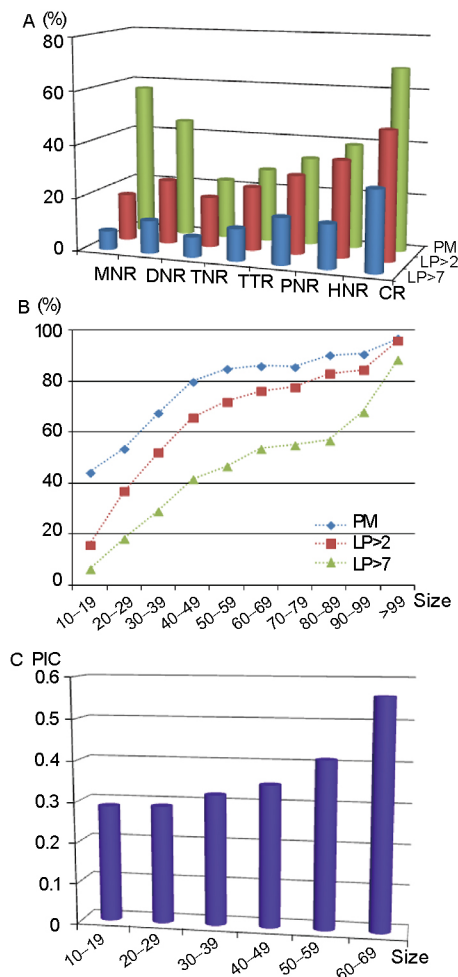 A (%)
80
60
40
20
0
MNR DNR TNR TTR PNR HNR CR
PM
LP>2
LP>7
B (%)
100
80
60
40
20
0
PM
LP>2
LP>7
10–19 20–29 30–39 40–49 50–59 60–69 70–79 80–89 90–99 >99 Size
C PIC
0.6
0.5
0.4
0.3
0.2
0.1
0
10–19 20–29 30–39 40–49 50–59 60–69 Size